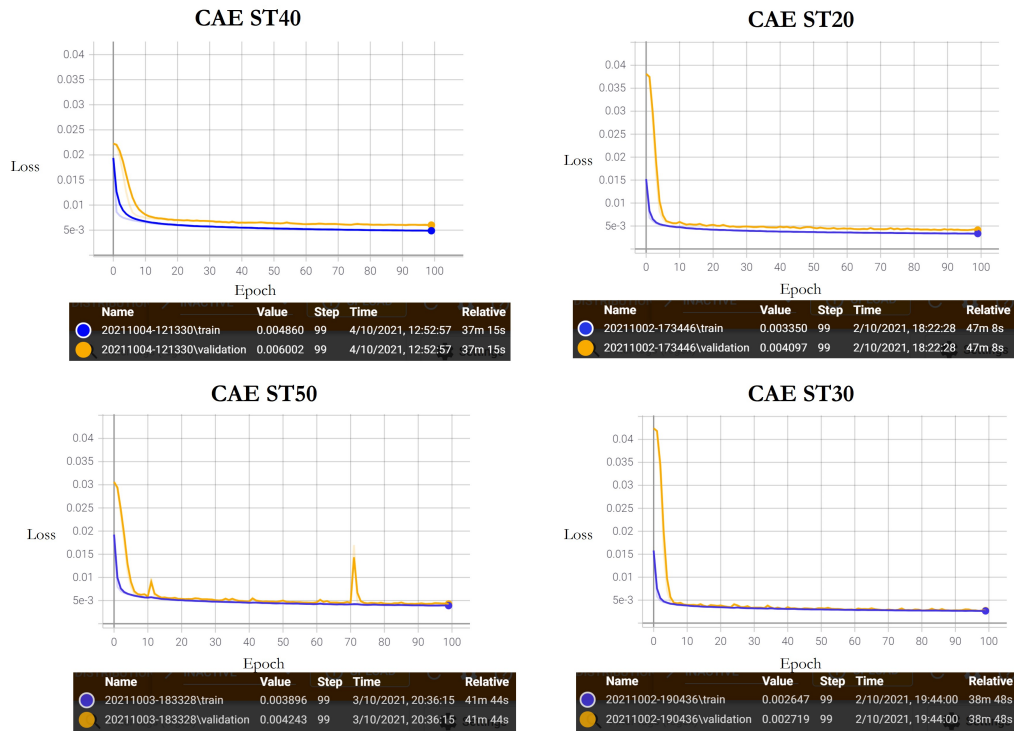 CAE ST40
0.04
0.035
0.03
0.025
0.02
0.015
0.01
5e-3
Loss
0 10 20 30 40 50 60 70 80 90 100
Epoch
Name Value Step Time Relative
20211004-121330\train 0.004860 99 4/10/2021, 12:52:57 37m 15s
20211004-121330\validation 0.006002 99 4/10/2021, 12:52:57 37m 15s
CAE ST20
0.04
0.035
0.03
0.025
0.02
0.015
0.01
5e-3
Loss
0 10 20 30 40 50 60 70 80 90 100
Epoch
Name Value Step Time Relative
20211002-173446\train 0.003350 99 2/10/2021, 18:22:28 47m 8s
20211002-173446\validation 0.004097 99 2/10/2021, 18:22:28 47m 8s
CAE ST50
0.04
0.035
0.03
0.025
0.02
0.015
0.01
5e-3
Loss
0 10 20 30 40 50 60 70 80 90 100
Epoch
Name Value Step Time Relative
20211003-183328\train 0.003896 99 3/10/2021, 20:36:15 41m 44s
20211003-183328\validation 0.004243 99 3/10/2021, 20:36:15 41m 44s
CAE ST30
0.04
0.035
0.03
0.025
0.02
0.015
0.01
5e-3
Loss
0 10 20 30 40 50 60 70 80 90 100
Epoch
Name Value Step Time Relative
20211002-190436\train 0.002647 99 2/10/2021, 19:44:00 38m 48s
20211002-190436\validation 0.002719 99 2/10/2021, 19:44:00 38m 48s